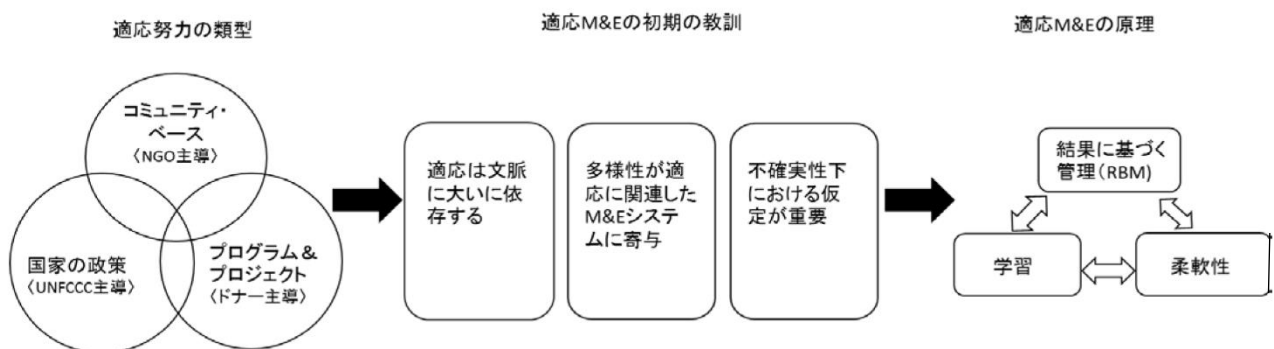 適応努力の類型
適応M&Eの初期の教訓
適応M&Eの原理
コミュニティ・
ベース
〈NGO主導〉
国家の政策
〈UNFCCC主導〉
プログラム&
プロジェクト
〈ドナー主導〉
適応は文脈
に大いに依
存する
多様性が適
応に関連した
M&Eシステ
ムに寄与
不確実性下
における仮
定が重要
結果に基づく
管理(RBM)
学習
柔軟性